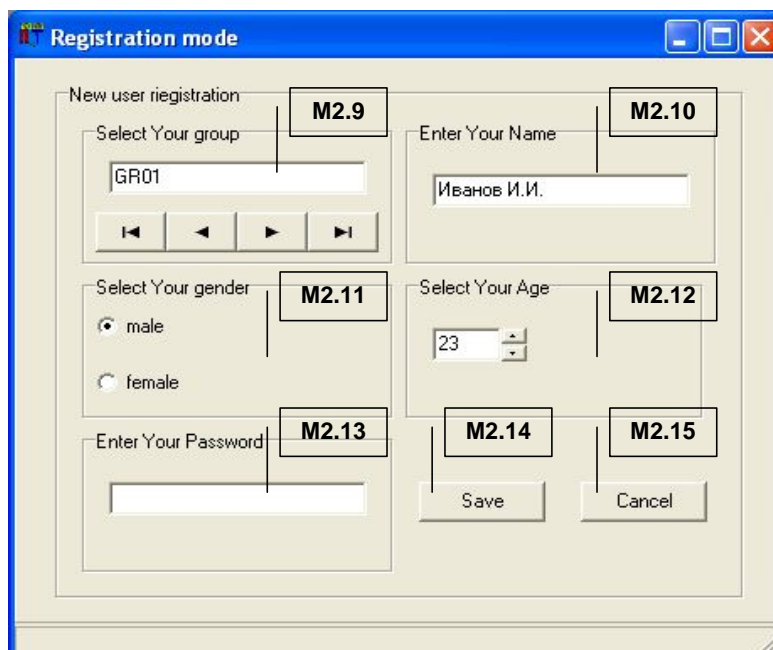 Registration mode
New user riegistration
M2.9
M2.10
Select Your group
Enter Your Name
GR01
Иванов И.И.
Select Your gender
M2.11
Select Your Age
M2.12
male
23
female
M2.13
M2.14
M2.15
Enter Your Password
Save
Cancel